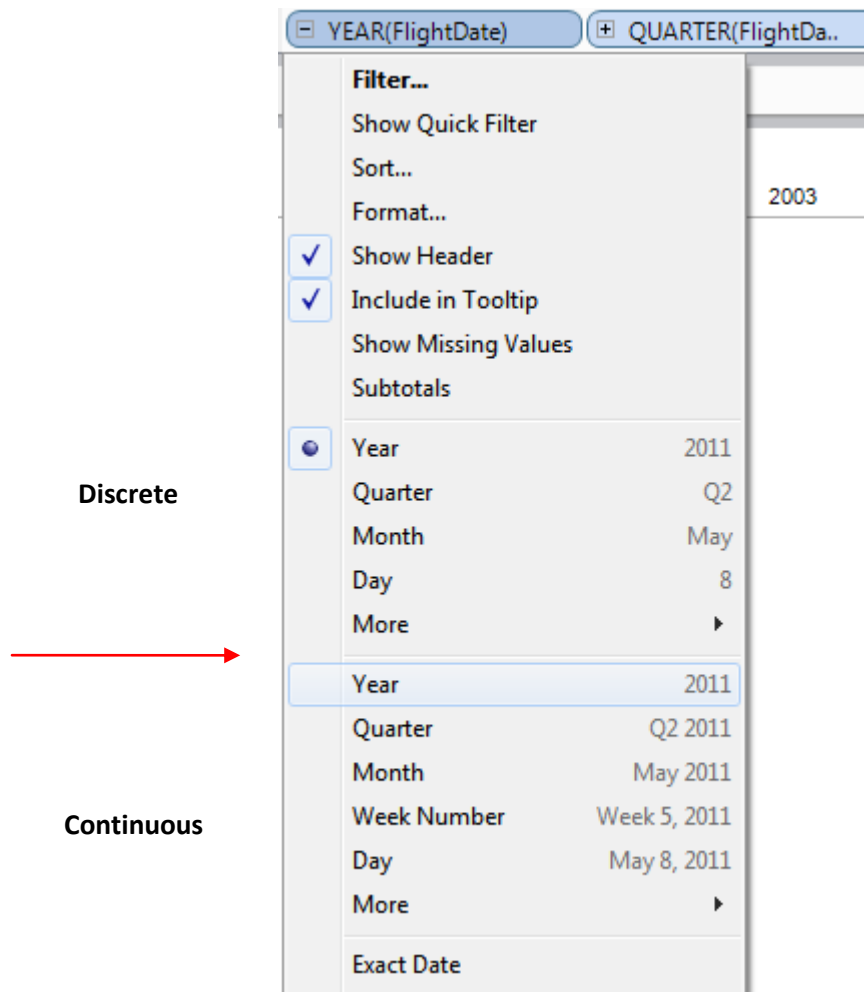 YEAR(FlightDate) QUARTER(FlightDa..
Filter...
Show Quick Filter
Sort...
2003
Format...
Show Header
Include in Tooltip
Show Missing Values
Subtotals
Year 2011
Discrete
Quarter Q2
Month May
Day 8
More
Year 2011
Quarter Q2 2011
Month May 2011
Continuous
Week Number Week 5, 2011
Day May 8, 2011
More
Exact Date